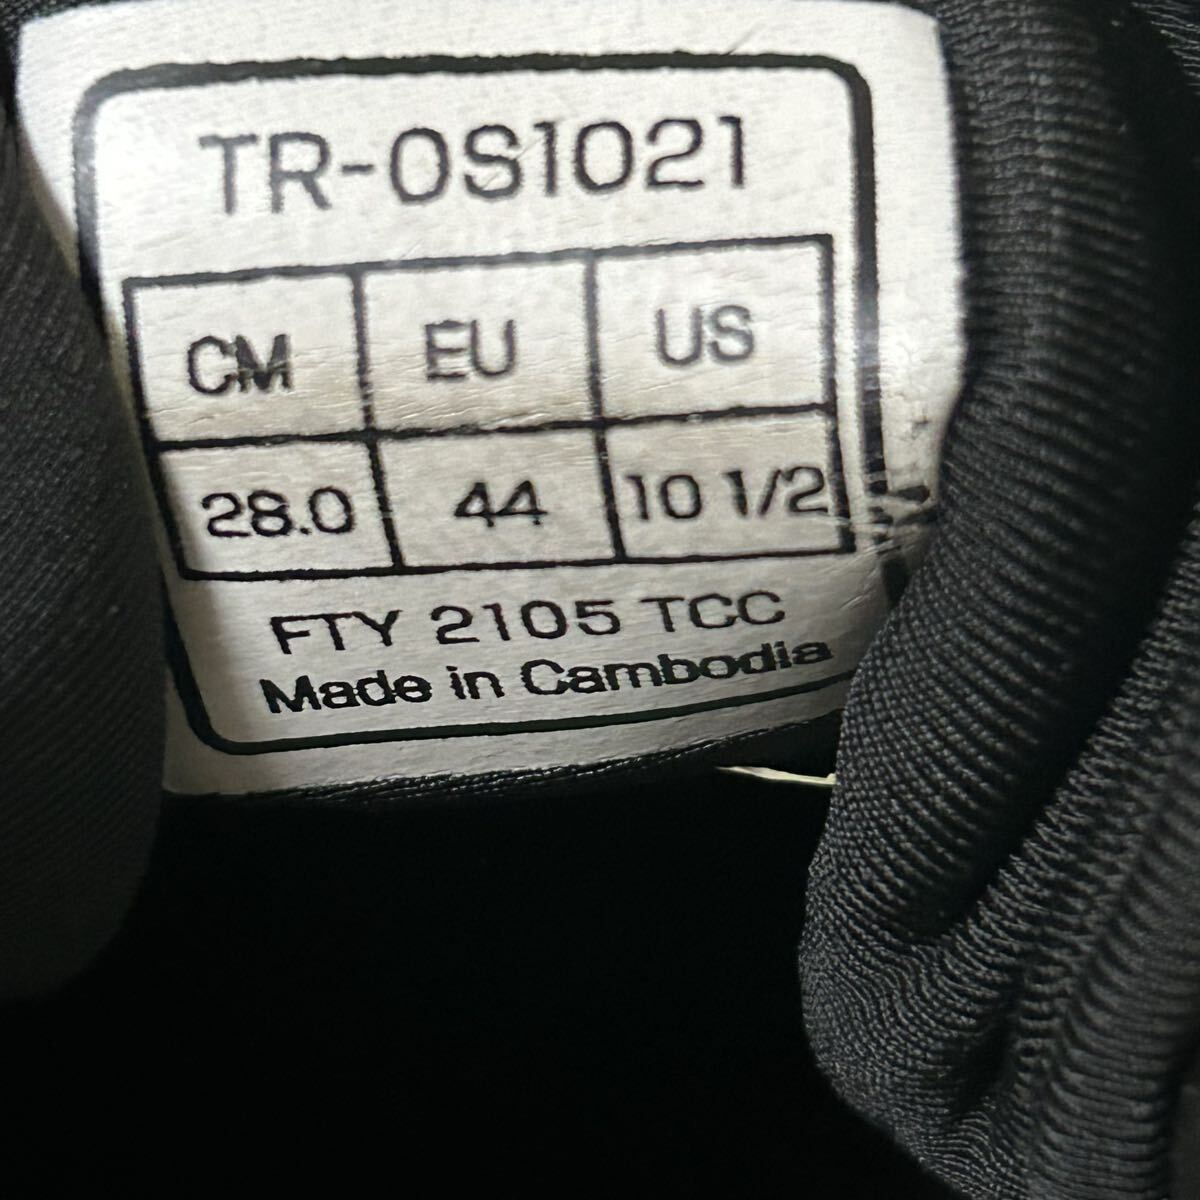 TR-0S1021
CM EU US
28.0 44 10 1/2
FTY 2105 TCC
Made in Cambodia